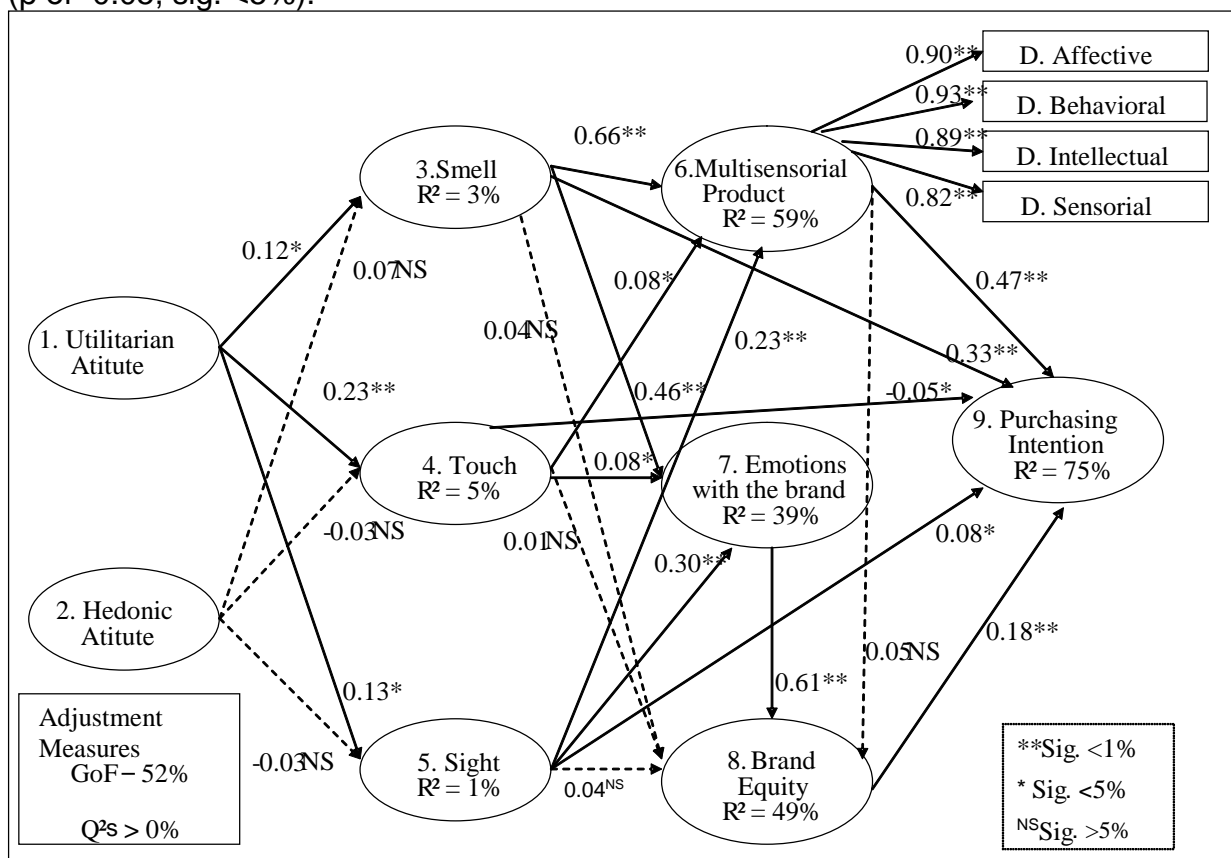 (p of 0.05, sig. <5%).
0.90**
D. Affective
0.93**
D. Behavioral
0.89**
D. Intellectual
0.82**
D. Sensorial
3.Smell
R² = 3%
0.66**
6.Multisensorial
Product
R² = 59%
0.12*
0.07NS
0.08*
0.47**
1. Utilitarian
Atitute
0.04NS
0.23**
0.33**
0.23**
0.46**
-0.05*
4. Touch
R² = 5%
0.08*
7. Emotions
with the brand
R² = 39%
9. Purchasing
Intention
R² = 75%
-0.03NS
0.01NS
0.30**
0.08*
2. Hedonic
Atitute
0.18**
0.05NS
0.13*
0.61**
Adjustment
Measures
GoF – 52%
Q²s > 0%
-0.03NS
5. Sight
R² = 1%
0.04NS
8. Brand
Equity
R² = 49%
**Sig. <1%
* Sig. <5%
NSSig. >5%